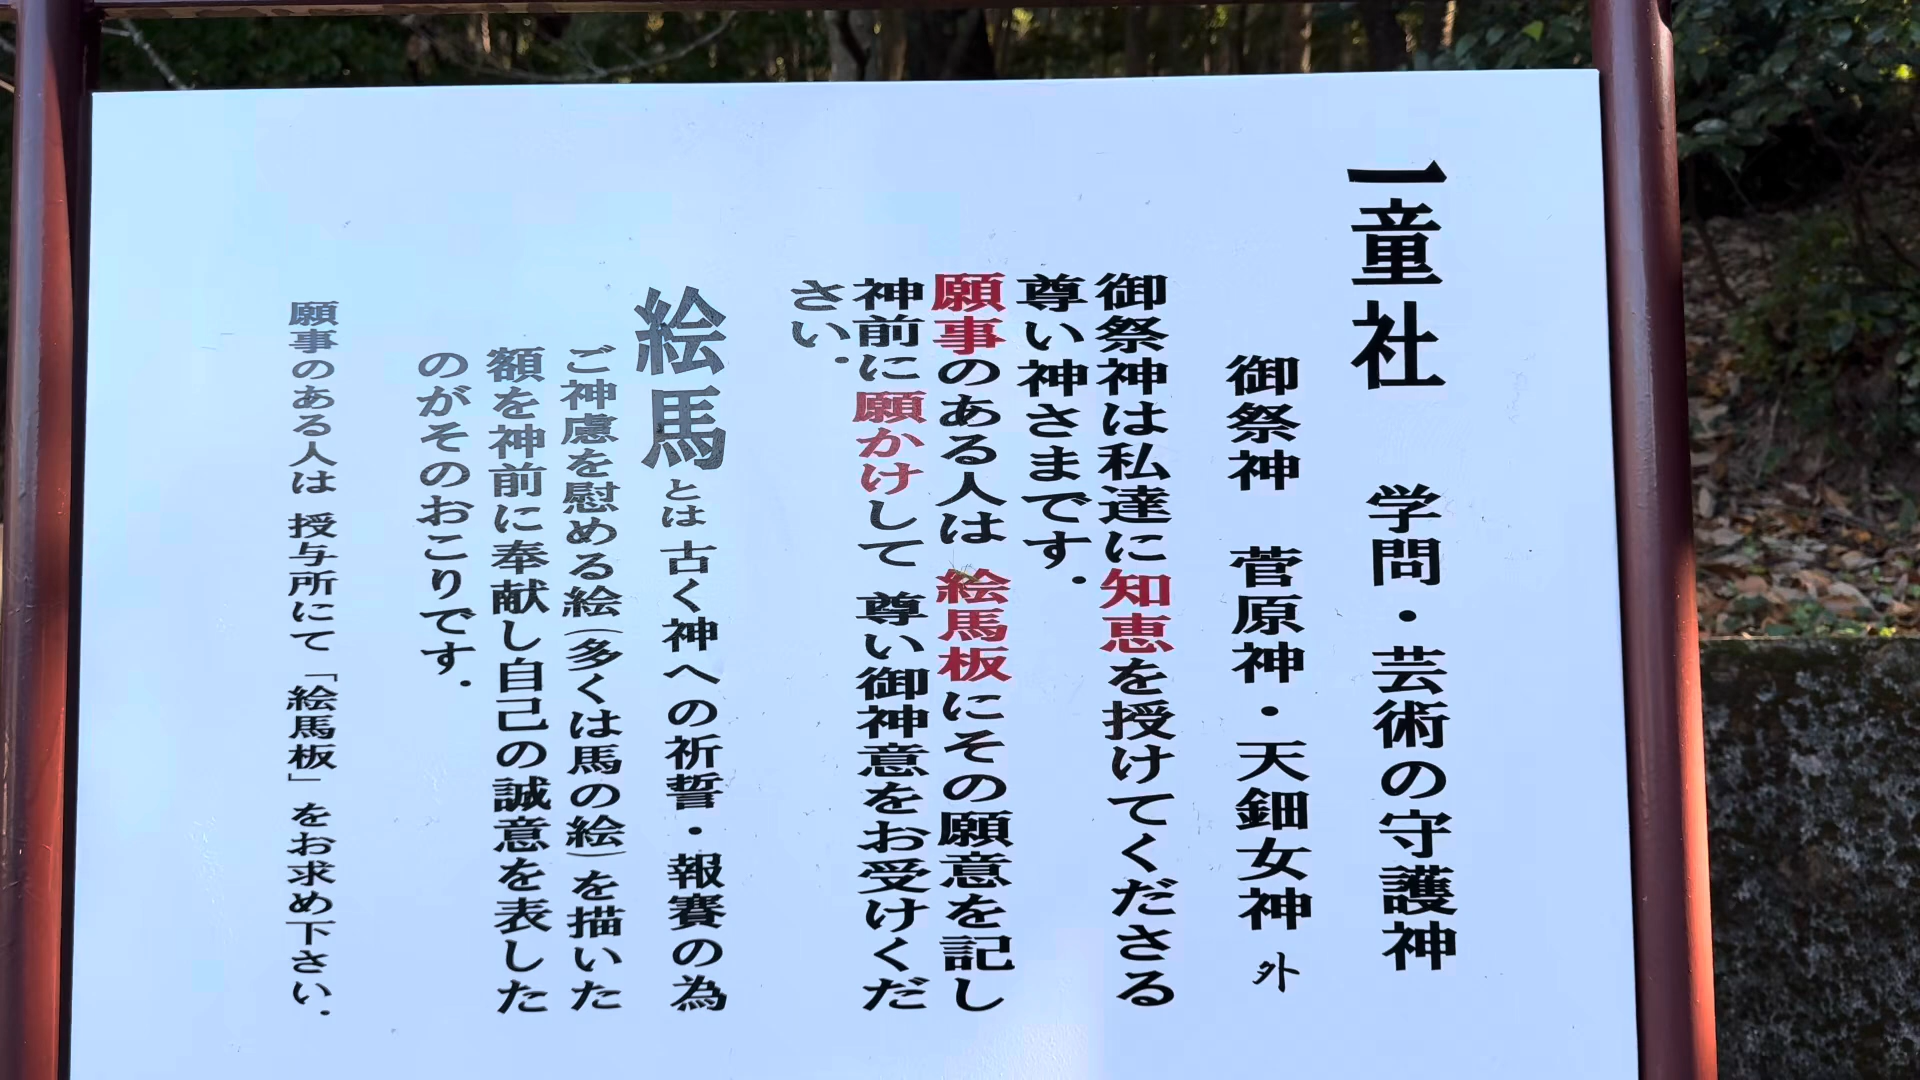 一童社　学問・芸術の守護神
御祭神　菅原神・天鈿女神 外
御祭神は私達に知恵を授けてくださる
尊い神さまです.
願事のある人は 絵馬板にその願意を記し
神前に願かけして 尊い御神意をお受けくだ
さい.
絵馬とは古く神への祈誓・報賽の為
ご神慮を慰める絵(多くは馬の絵)を描いた
額を神前に奉献し自己の誠意を表した
のがそのおこりです.
願事のある人は 授与所にて「絵馬板」をお求め下さい.